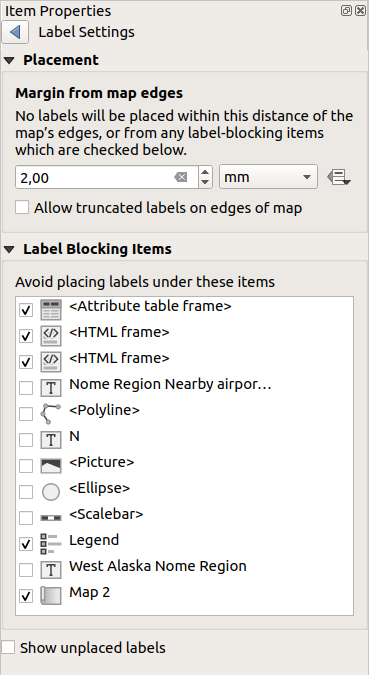 Item Properties
Label Settings
Placement
Margin from map edges
No labels will be placed within this distance of the
map's edges, or from any label-blocking items
which are checked below.
2,00 mm
Allow truncated labels on edges of map
Label Blocking Items
Avoid placing labels under these items
<Attribute table frame>
<HTML frame>
<HTML frame>
Nome Region Nearby airpor…
<Polyline>
N
<Picture>
<Ellipse>
<Scalebar>
Legend
West Alaska Nome Region
Map 2
Show unplaced labels